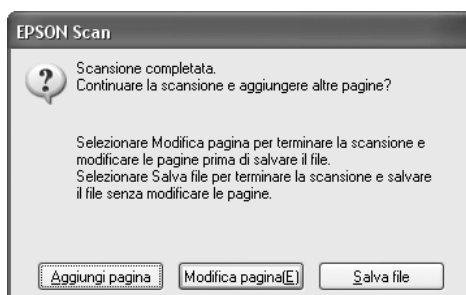 EPSON Scan
Scansione completata.
Continuare la scansione e aggiungere altre pagine?
Selezionare Modifica pagina per terminare la scansione e
modificare le pagine prima di salvare il file.
Selezionare Salva file per terminare la scansione e salvare
il file senza modificare le pagine.
Aggiungi pagina Modifica pagina(E) Salva file